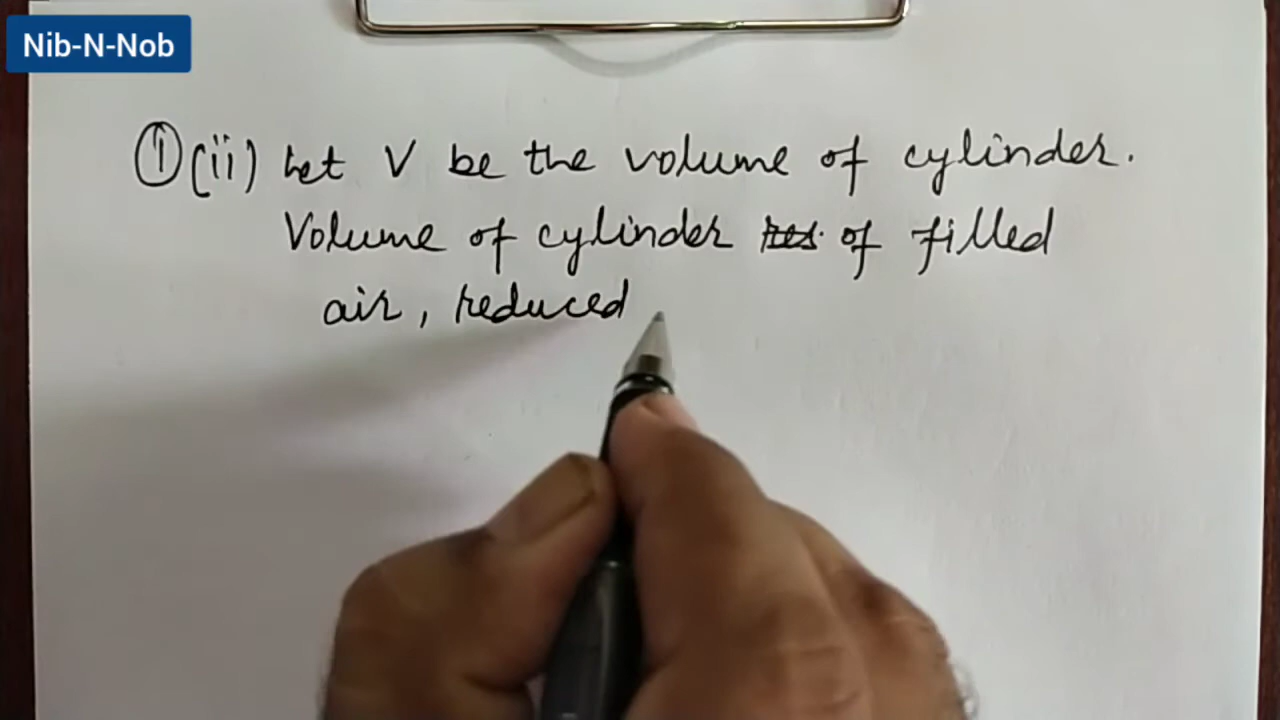 Nib-N-Nob
①(ii) Let V be the volume of cylinder.
Volume of cylinder of filled
air, reduced